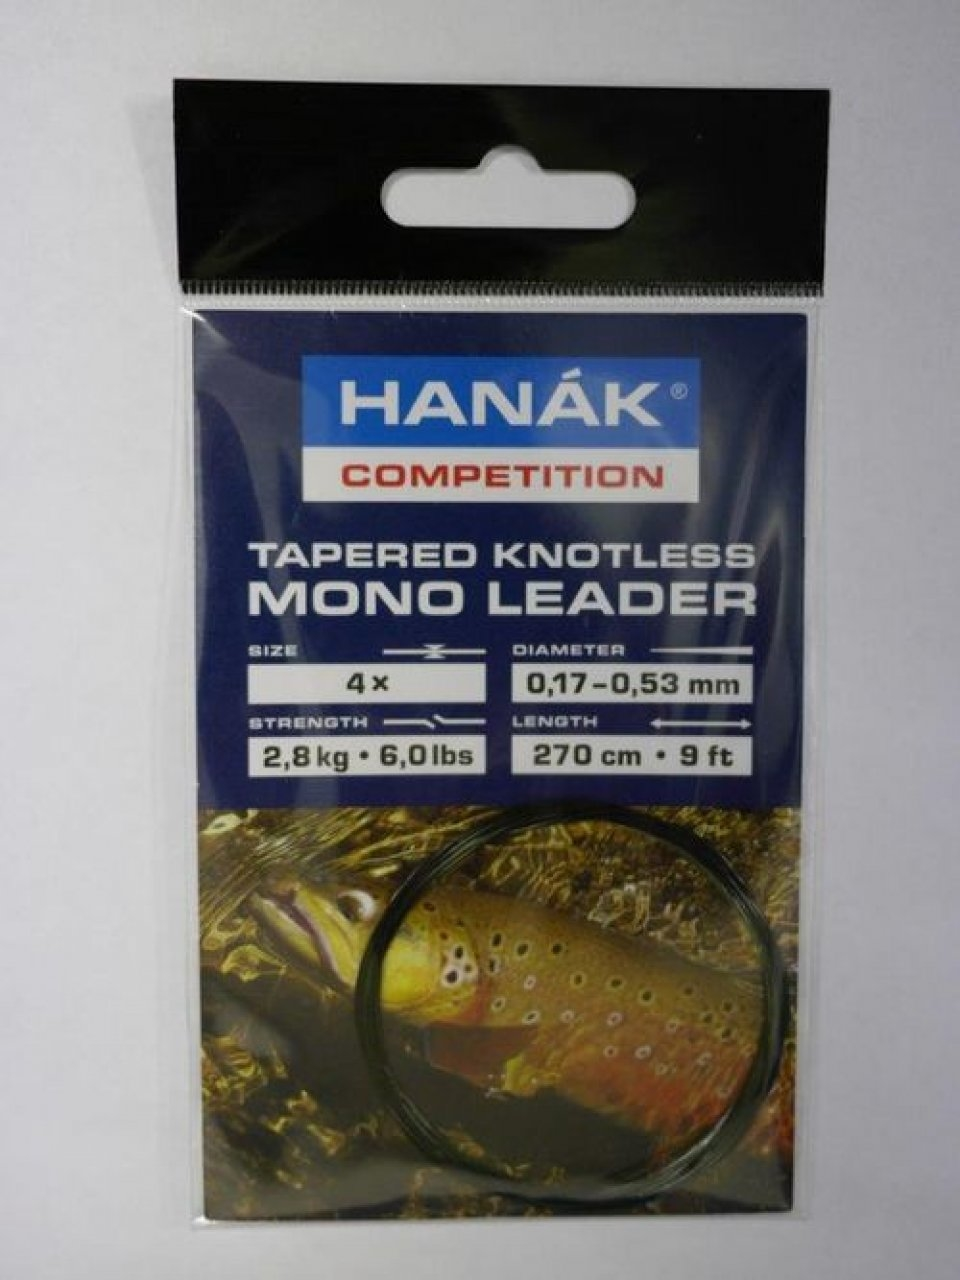 HANÁK®
COMPETITION
TAPERED KNOTLESS
MONO LEADER
SIZE
4×
DIAMETER
0,17–0,53 mm
STRENGTH
2,8 kg • 6,0 lbs
LENGTH
270 cm • 9 ft